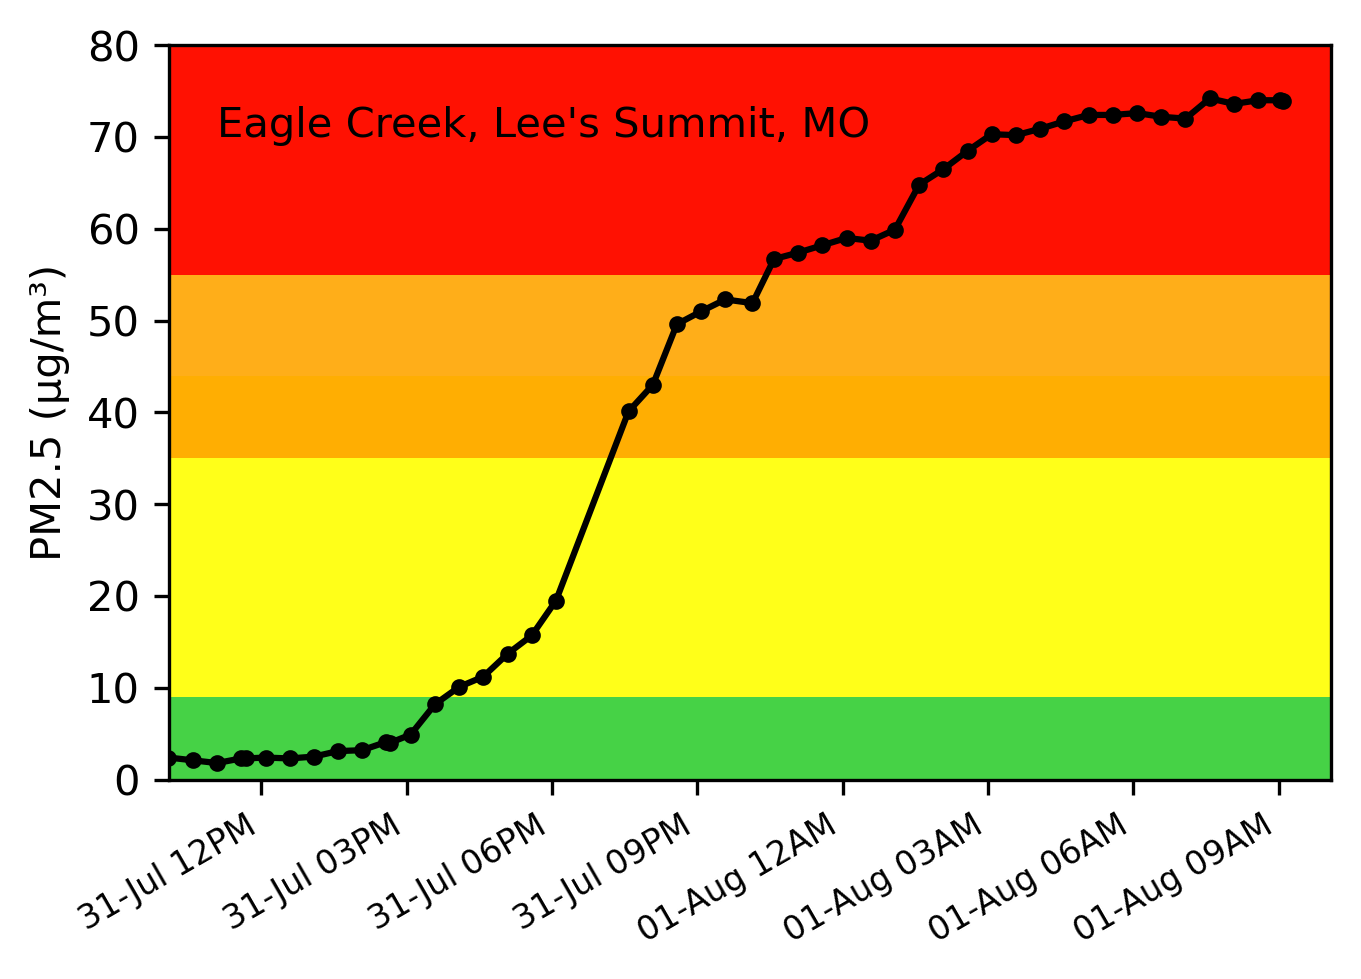 80
Eagle Creek, Lee's Summit, MO
70
60
50
40
30
20
10
0
PM2.5 (µg/m³)
31-Jul 12PM
31-Jul 03PM
31-Jul 06PM
31-Jul 09PM
01-Aug 12AM
01-Aug 03AM
01-Aug 06AM
01-Aug 09AM